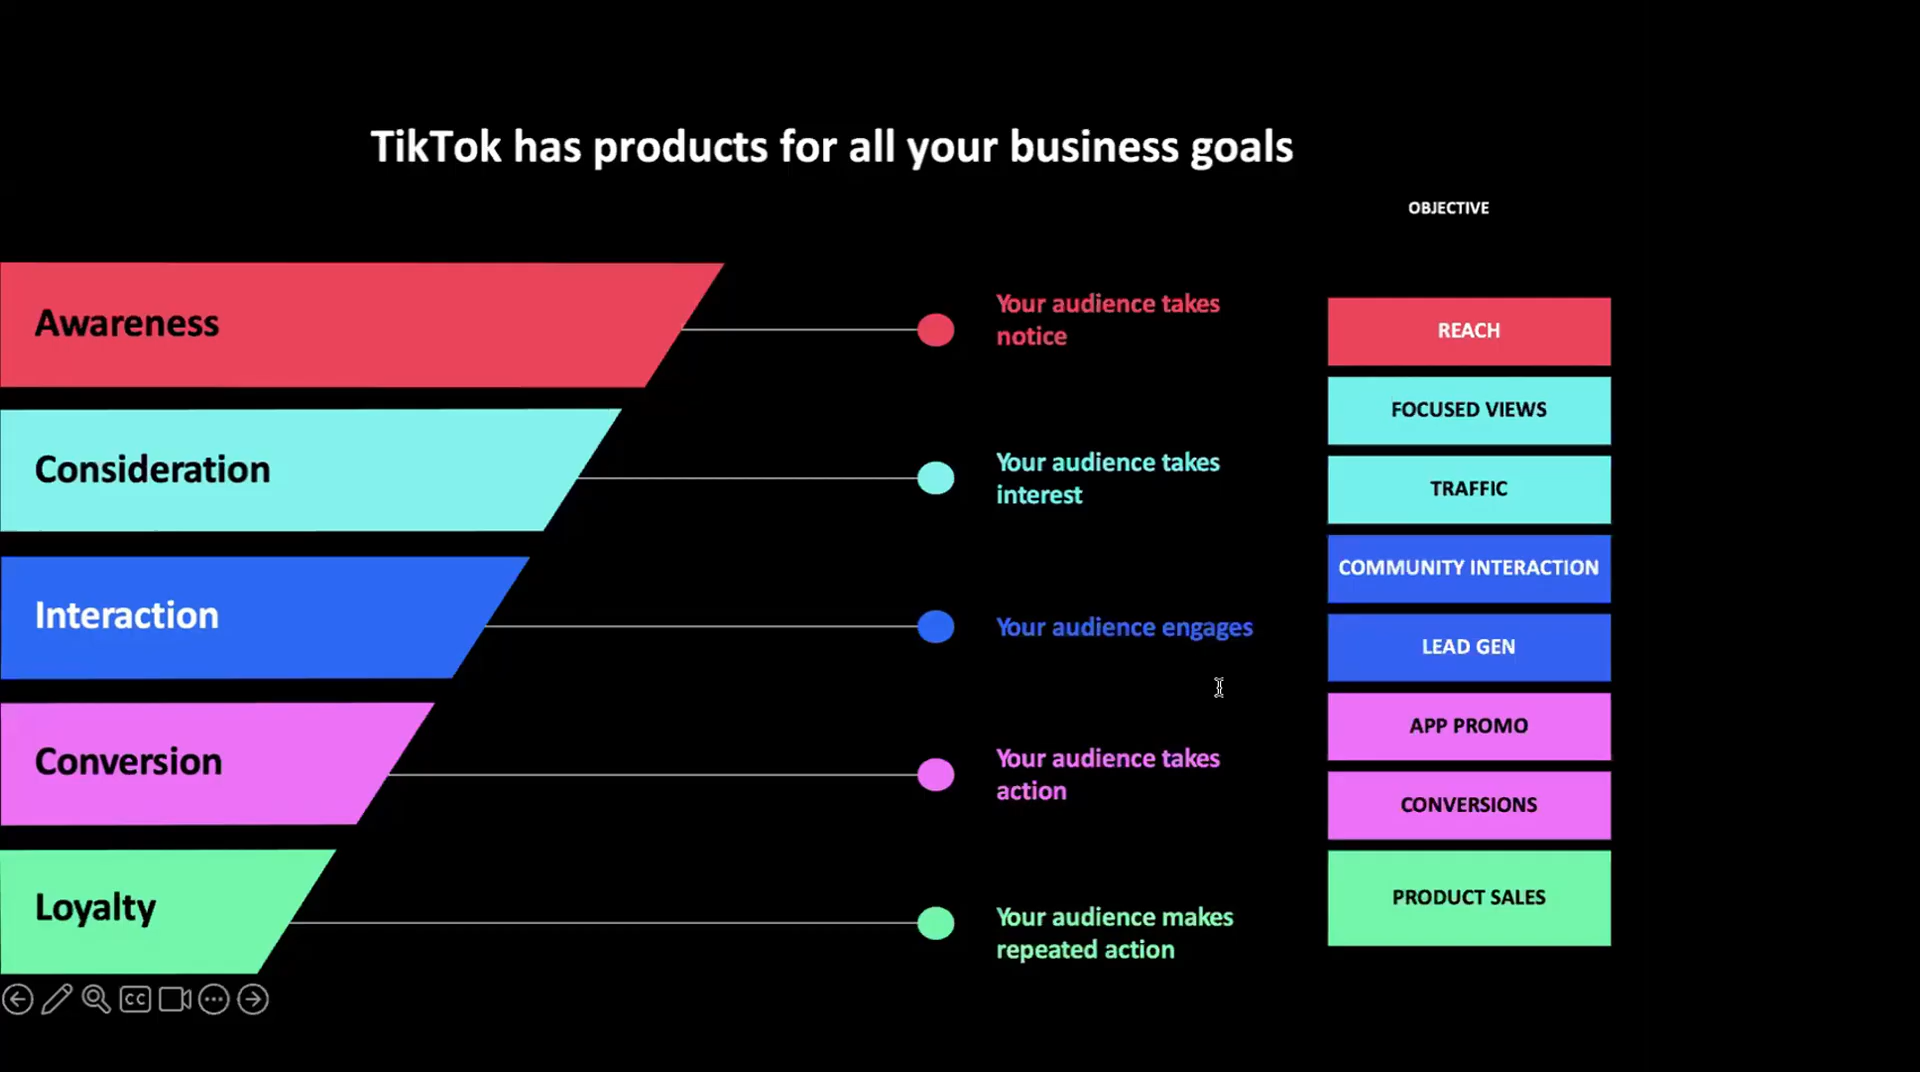 TikTok has products for all your business goals
OBJECTIVE
Awareness
Your audience takes
notice
REACH
FOCUSED VIEWS
Consideration
Your audience takes
interest
TRAFFIC
COMMUNITY INTERACTION
Interaction
Your audience engages
LEAD GEN
APP PROMO
Conversion
Your audience takes
action
CONVERSIONS
Loyalty
Your audience makes
repeated action
PRODUCT SALES
CC